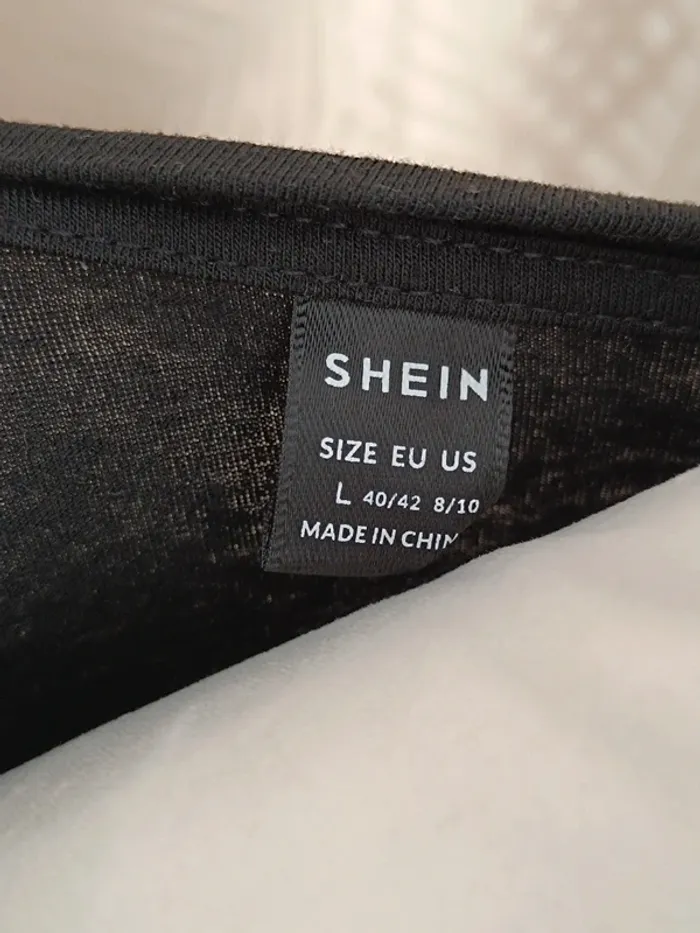 SHEIN
SIZE EU US
L 40/42 8/10
MADE IN CHIN